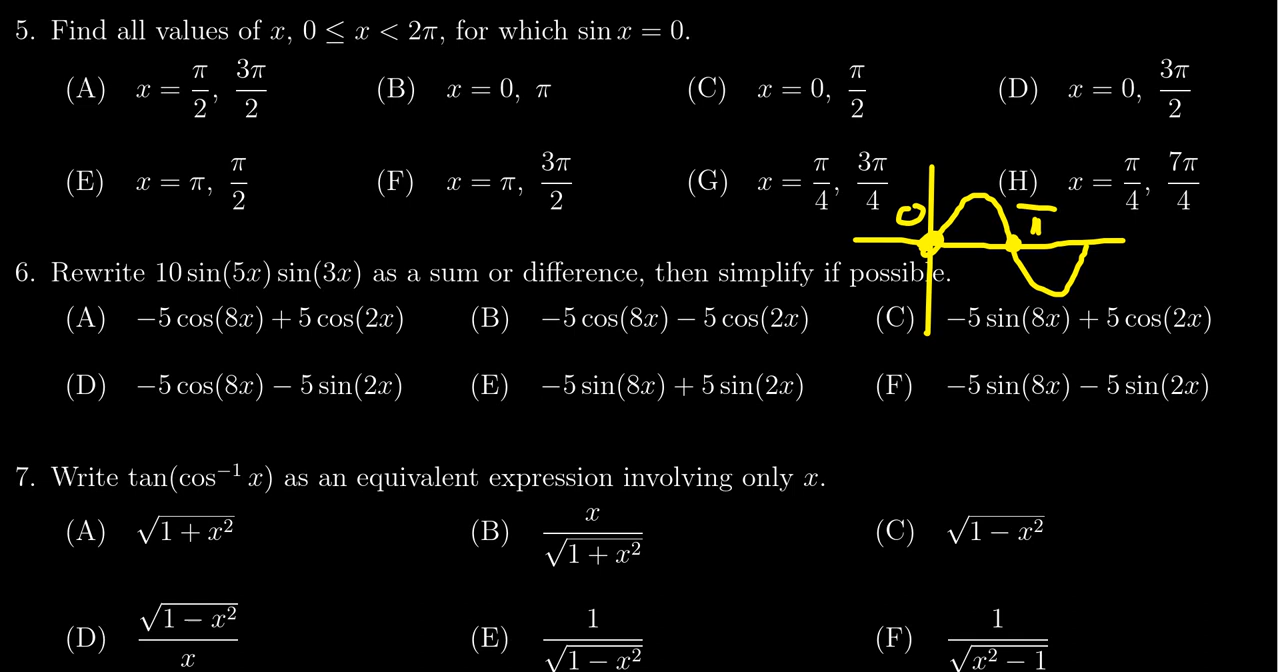 5. Find all values of x, 0 ≤ x < 2π, for which sin x = 0.
(A) x = π/2, 3π/2 (B) x = 0, π (C) x = 0, π/2 (D) x = 0, 3π/2
(E) x = π, π/2 (F) x = π, 3π/2 (G) x = π/4, 3π/4 (H) x = π/4, 7π/4
0 π
6. Rewrite 10 sin(5x) sin(3x) as a sum or difference, then simplify if possible.
(A) −5 cos(8x) + 5 cos(2x) (B) −5 cos(8x) − 5 cos(2x) (C) −5 sin(8x) + 5 cos(2x)
(D) −5 cos(8x) − 5 sin(2x) (E) −5 sin(8x) + 5 sin(2x) (F) −5 sin(8x) − 5 sin(2x)
7. Write tan(cos⁻¹ x) as an equivalent expression involving only x.
(A) √(1 + x²) (B) x/√(1 + x²) (C) √(1 − x²)
(D) √(1 − x²)/x (E) 1/√(1 − x²) (F) 1/√(x² − 1)